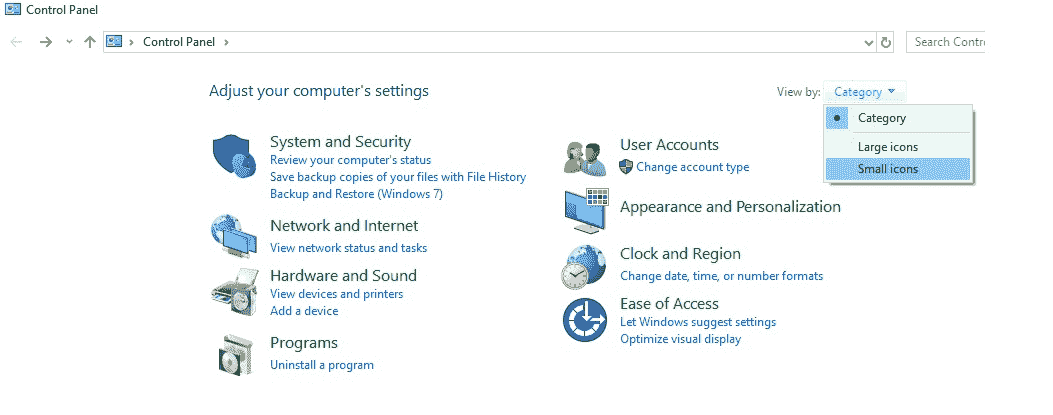 Control Panel
Control Panel
Search Contr
Adjust your computer's settings
View by: Category
Category
Large icons
Small icons
System and Security
Review your computer's status
Save backup copies of your files with File History
Backup and Restore (Windows 7)
Network and Internet
View network status and tasks
Hardware and Sound
View devices and printers
Add a device
Programs
Uninstall a program
User Accounts
Change account type
Appearance and Personalization
Clock and Region
Change date, time, or number formats
Ease of Access
Let Windows suggest settings
Optimize visual display